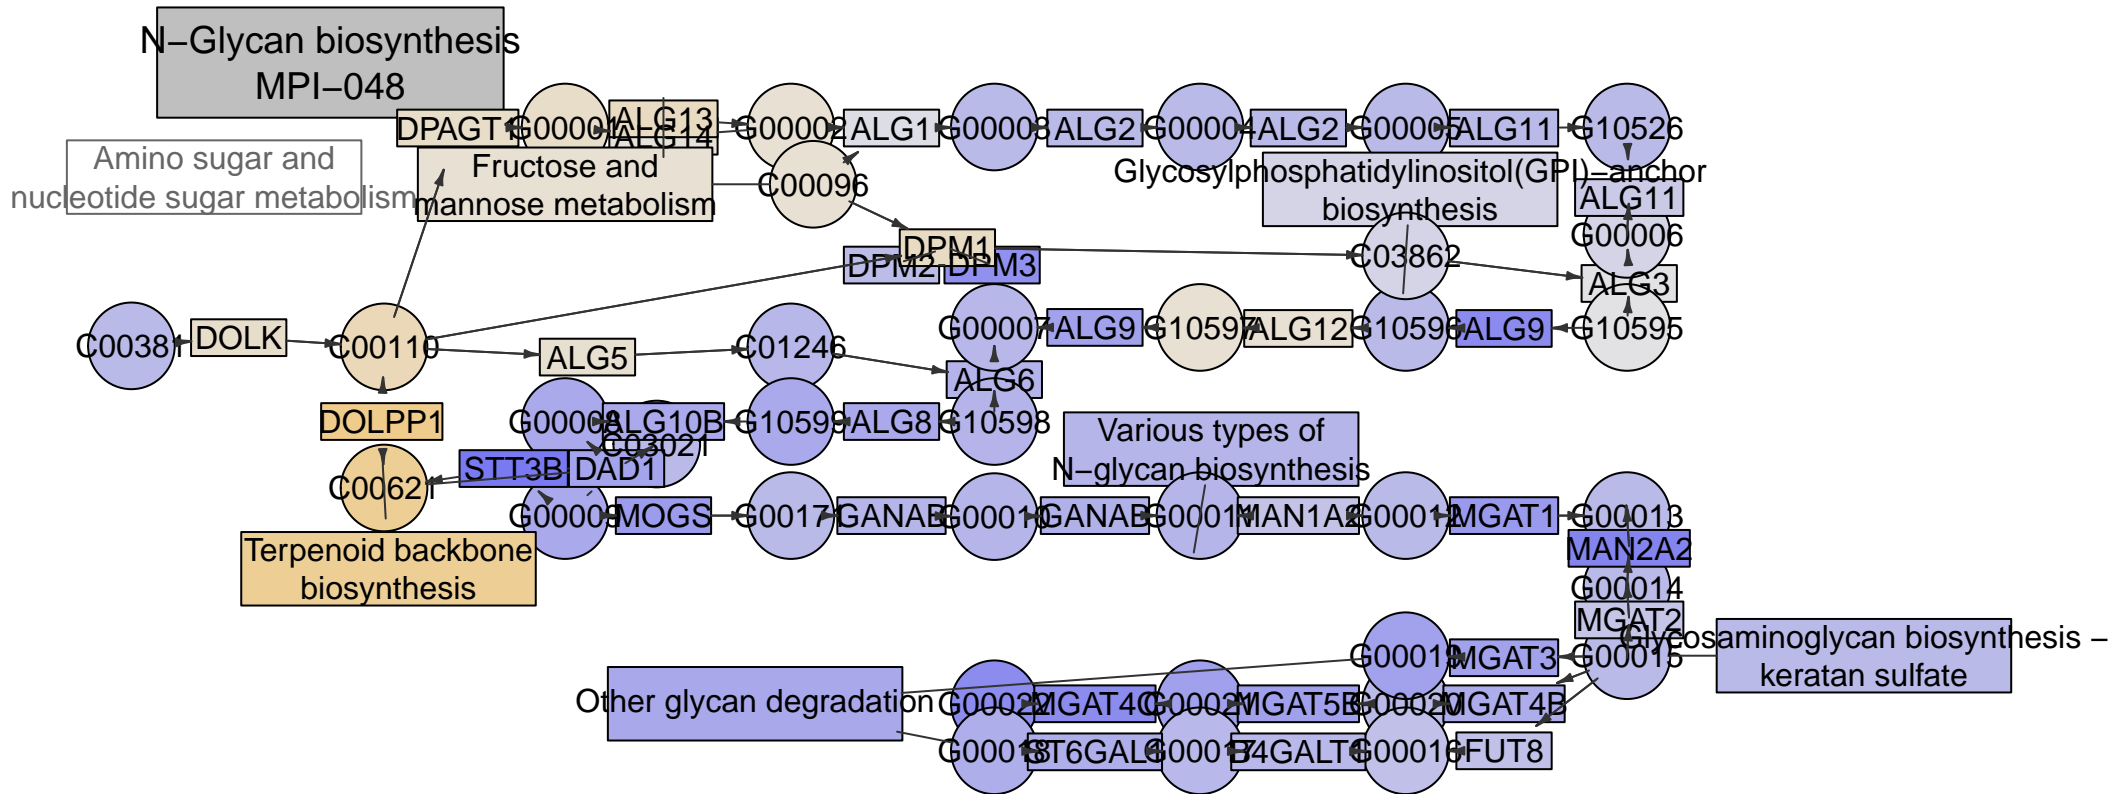 N−Glycan biosynthesis
MPI−048
DPAGT1
G00001
ALG13
ALG14
G00002
ALG1
G00003
ALG2
G00004
ALG2
G00005
ALG11
G10526
Amino sugar and
nucleotide sugar metabolism
Fructose and
mannose metabolism
C00096
Glycosylphosphatidylinositol(GPI)−anchor
biosynthesis
ALG11
G00006
DPM1
DPM2
DPM3
C03862
ALG3
C00381
DOLK
C00110
ALG5
C01246
G00007
ALG9
G10597
ALG12
G10596
ALG9
G10595
ALG6
DOLPP1
G00008
ALG10B
C03021
G10599
ALG8
G10598
Various types of
N−glycan biosynthesis
C00621
STT3B
DAD1
G00009
MOGS
G00171
GANAB
G00010
GANAB
G00011
MAN1A2
G00012
MGAT1
G00013
MAN2A2
Terpenoid backbone
biosynthesis
G00014
MGAT2
Glycosaminoglycan biosynthesis −
keratan sulfate
G00019
MGAT3
G00015
Other glycan degradation
G00022
MGAT4C
G00021
MGAT5B
G00020
MGAT4B
G00018
ST6GAL1
G00017
B4GALT1
G00016
FUT8